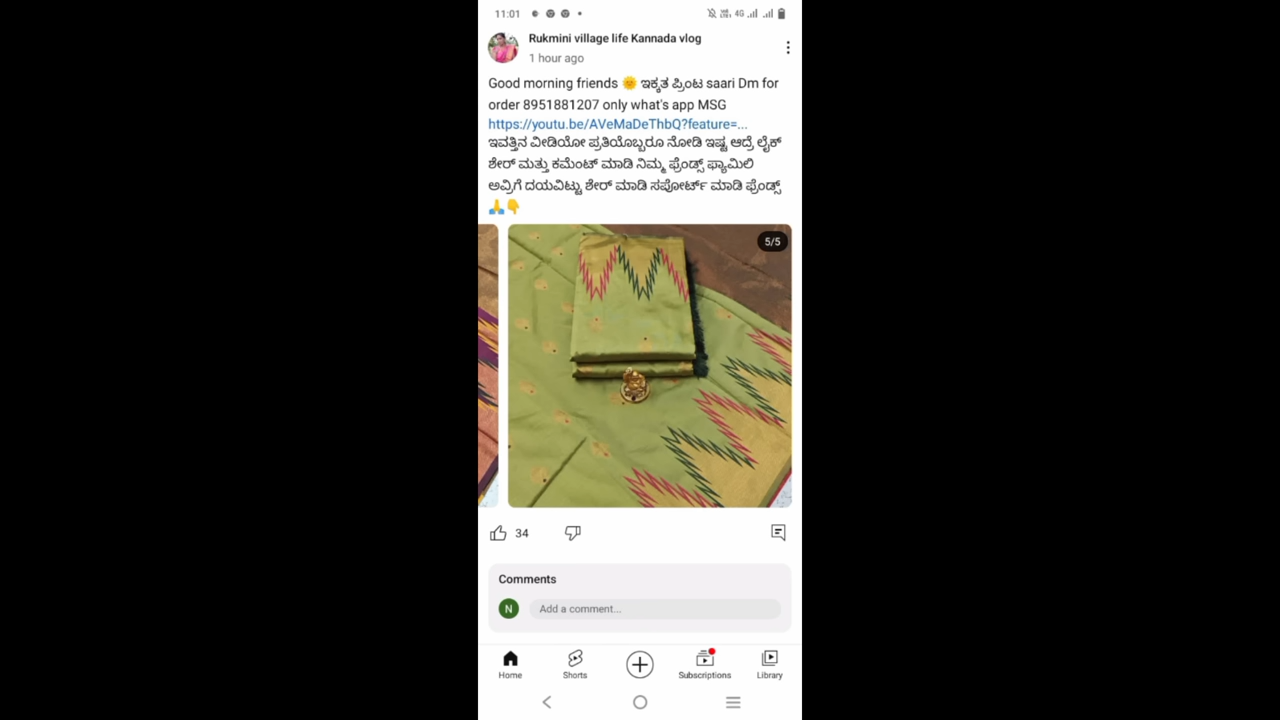 11:01
4G
Rukmini village life Kannada vlog
1 hour ago
Good morning friends 🌞 ಇಕ್ಕತ ಪ್ರಿಂಟ saari Dm for
order 8951881207 only what's app MSG
https://youtu.be/AVeMaDeThbQ?feature=...
ಇವತ್ತಿನ ವೀಡಿಯೋ ಪ್ರತಿಯೊಬ್ಬರೂ ನೋಡಿ ಇಷ್ಟ ಆದ್ರೆ ಲೈಕ್
ಶೇರ್ ಮತ್ತು ಕಮೆಂಟ್ ಮಾಡಿ ನಿಮ್ಮ ಫ್ರೆಂಡ್ಸ್ ಫ್ಯಾಮಿಲಿ
ಅವ್ರಿಗೆ ದಯವಿಟ್ಟು ಶೇರ್ ಮಾಡಿ ಸಪೋರ್ಟ್ ಮಾಡಿ ಫ್ರೆಂಡ್ಸ್
🙏👇
5/5
34
Comments
N
Add a comment...
Home
Shorts
Subscriptions
Library